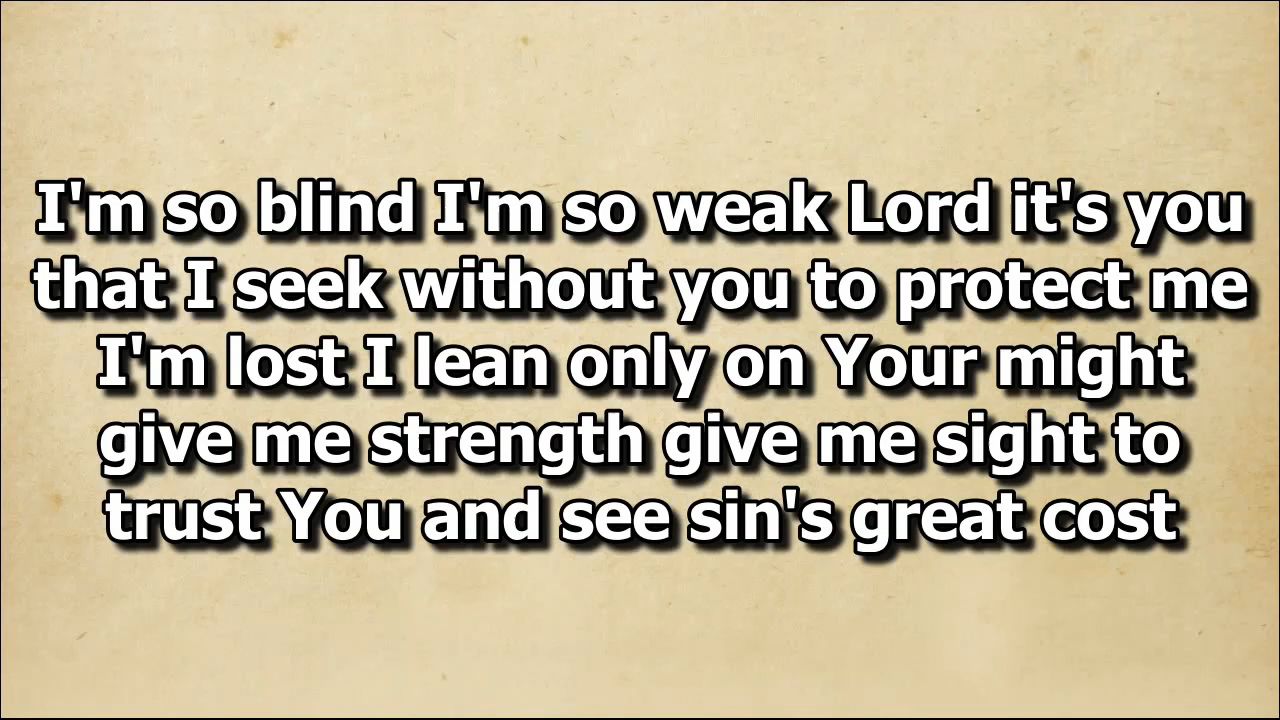 I'm so blind I'm so weak Lord it's you
that I seek without you to protect me
I'm lost I lean only on Your might
give me strength give me sight to
trust You and see sin's great cost